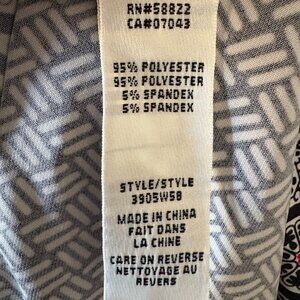 RN#58822
CA#07043
95% POLYESTER
95% POLYESTER
5% SPANDEX
5% SPANDEX
STYLE/STYLE
3905W58
MADE IN CHINA
FAIT DANS
LA CHINE
CARE ON REVERSE
NETTOYAGE AU
REVERS